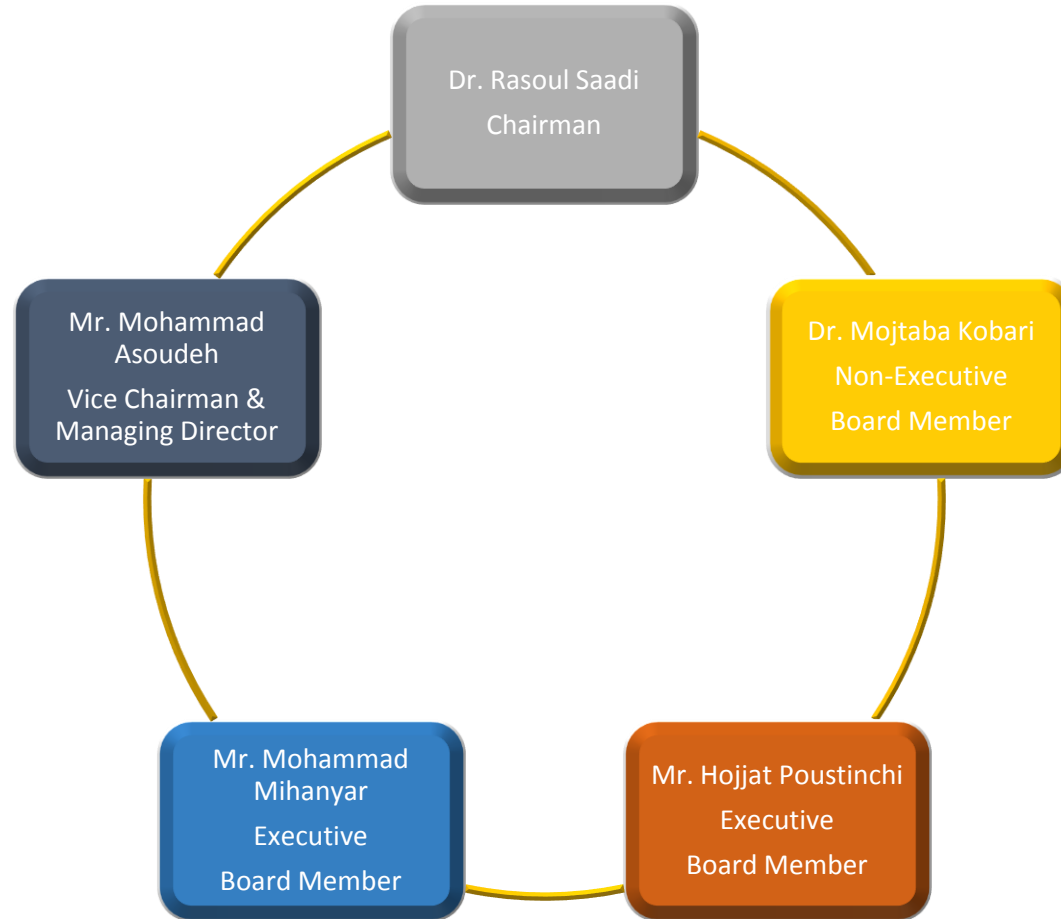 Dr. Rasoul Saadi
Chairman
Mr. Mohammad
Asoudeh
Vice Chairman &
Managing Director
Dr. Mojtaba Kobari
Non-Executive
Board Member
Mr. Mohammad
Mihanyar
Executive
Board Member
Mr. Hojjat Poustinchi
Executive
Board Member